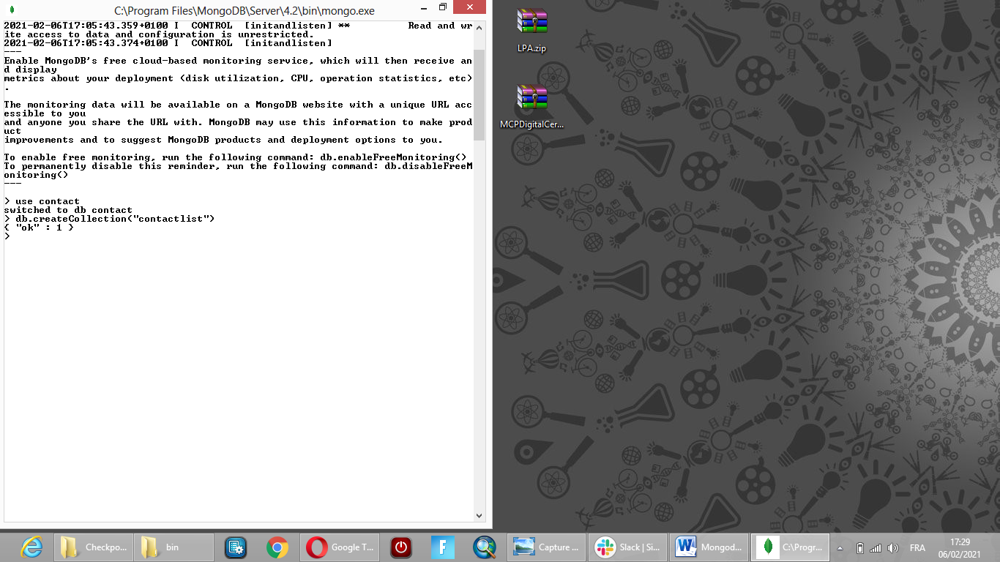 C:\Program Files\MongoDB\Server\4.2\bin\mongo.exe
2021-02-06T17:05:43.359+0100 I  CONTROL  [initandlisten] **          Read and wr
ite access to data and configuration is unrestricted.
2021-02-06T17:05:43.374+0100 I  CONTROL  [initandlisten]
---
Enable MongoDB's free cloud-based monitoring service, which will then receive an
d display
metrics about your deployment (disk utilization, CPU, operation statistics, etc)
.
The monitoring data will be available on a MongoDB website with a unique URL acc
essible to you
and anyone you share the URL with. MongoDB may use this information to make prod
uct
improvements and to suggest MongoDB products and deployment options to you.
To enable free monitoring, run the following command: db.enableFreeMonitoring()
To permanently disable this reminder, run the following command: db.disableFreeM
onitoring()
---
> use contact
switched to db contact
> db.createCollection("contactlist")
{ "ok" : 1 }
>
LPA.zip
MCPDigitalCer...
Checkpo...
bin
Google T...
Capture ...
Slack | Si...
Mongod...
C:\Progr...
FRA
17:29
06/02/2021